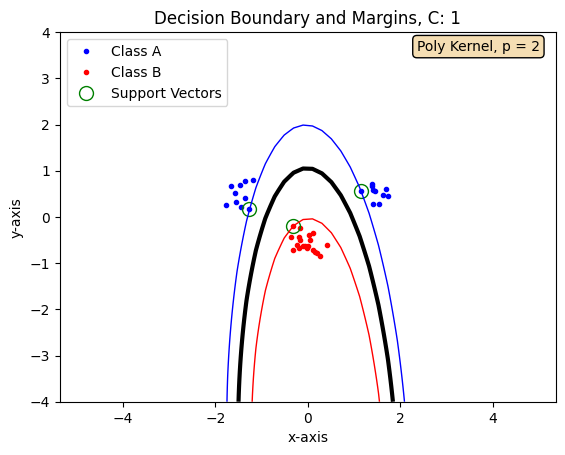 Decision Boundary and Margins, C: 1
Poly Kernel, p = 2
Class A
Class B
Support Vectors
y-axis
4
3
2
1
0
−1
−2
−3
−4
−4
−2
0
2
4
x-axis